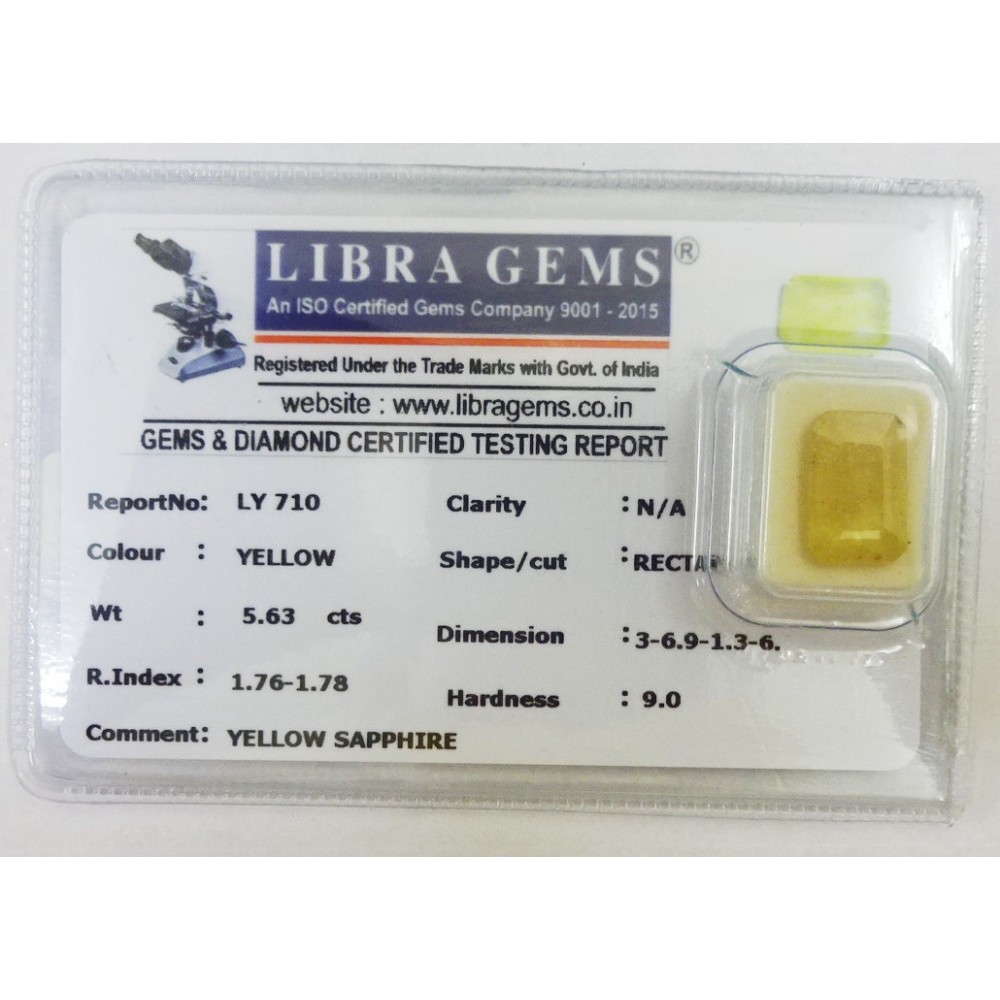 LIBRA GEMS ®
An ISO Certified Gems Company 9001 - 2015
Registered Under the Trade Marks with Govt. of India
website : www.libragems.co.in
GEMS & DIAMOND CERTIFIED TESTING REPORT
ReportNo: LY 710 Clarity : N/A
Colour : YELLOW Shape/cut :
Wt : 5.63 cts Dimension : 3-6.9-1.3-6.
R.Index : 1.76-1.78 Hardness : 9.0
Comment: YELLOW SAPPHIRE